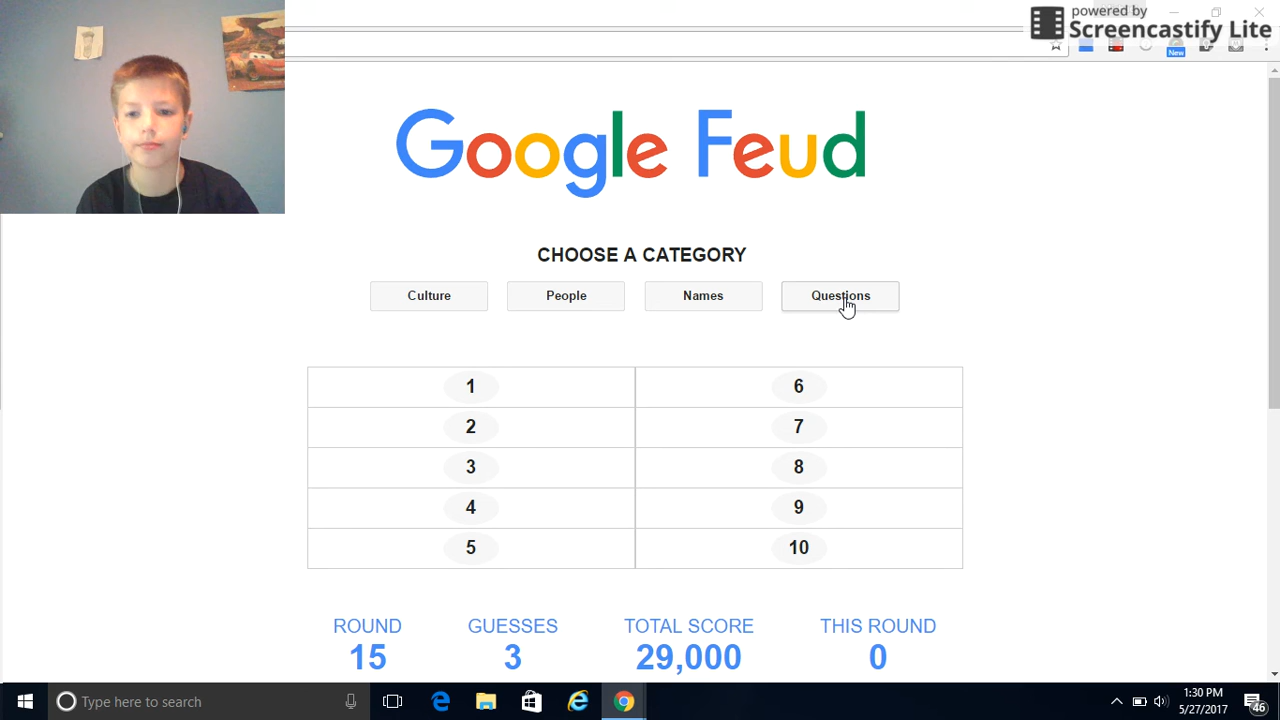 powered by
Screencastify Lite
New
Google Feud
CHOOSE A CATEGORY
Culture
People
Names
Questions
1
6
2
7
3
8
4
9
5
10
ROUND
GUESSES
TOTAL SCORE
THIS ROUND
15
3
29,000
0
Type here to search
1:30 PM
5/27/2017
46